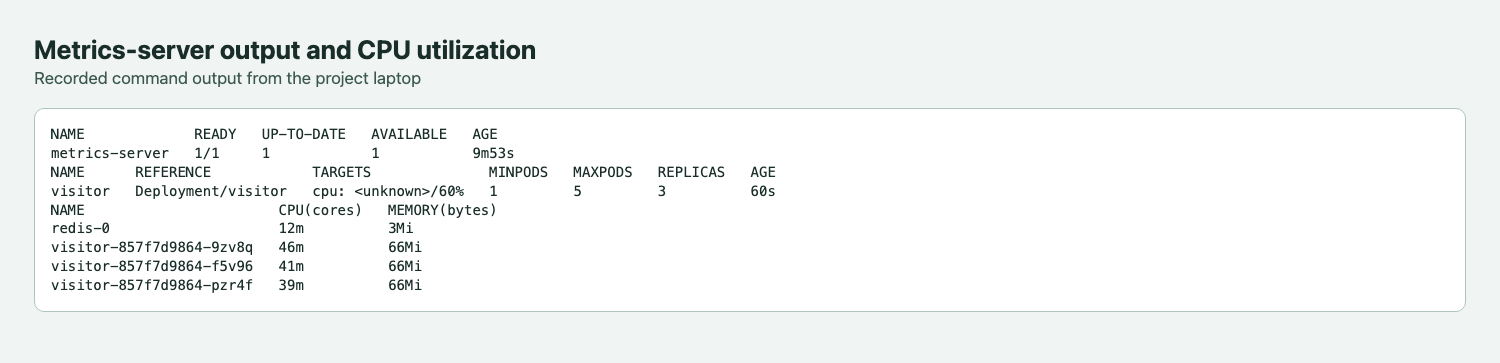 Metrics-server output and CPU utilization
Recorded command output from the project laptop
NAME             READY   UP-TO-DATE   AVAILABLE   AGE
metrics-server   1/1     1            1           9m53s
NAME      REFERENCE            TARGETS              MINPODS   MAXPODS   REPLICAS   AGE
visitor   Deployment/visitor   cpu: <unknown>/60%   1         5         3          60s
NAME                       CPU(cores)   MEMORY(bytes)
redis-0                    12m          3Mi
visitor-857f7d9864-9zv8q   46m          66Mi
visitor-857f7d9864-f5v96   41m          66Mi
visitor-857f7d9864-pzr4f   39m          66Mi